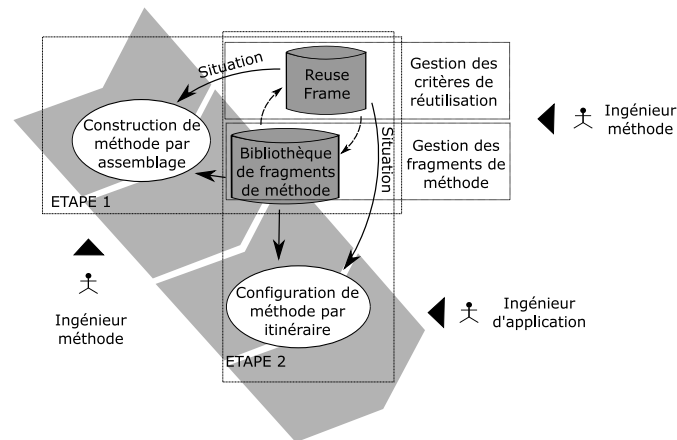 Situation
Reuse
Frame
Gestion des
critères de
réutilisation
Ingénieur
méthode
Construction de
méthode par
assemblage
Situation
Bibliothèque
de fragments
de méthode
Gestion des
fragments de
méthode
ETAPE 1
Ingénieur
méthode
Configuration de
méthode par
itinéraire
Ingénieur
d'application
ETAPE 2